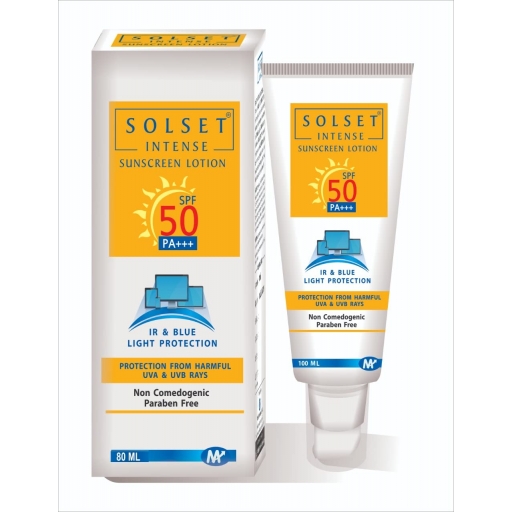 SOLSET®
INTENSE
SUNSCREEN LOTION
SPF
50
PA+++
IR & BLUE
LIGHT PROTECTION
PROTECTION FROM HARMFUL
UVA & UVB RAYS
Non Comedogenic
Paraben Free
80 ML
SOLSET®
INTENSE
SUNSCREEN LOTION
SPF
50
PA+++
IR & BLUE
LIGHT PROTECTION
PROTECTION FROM HARMFUL
UVA & UVB RAYS
Non Comedogenic
Paraben Free
100 ML